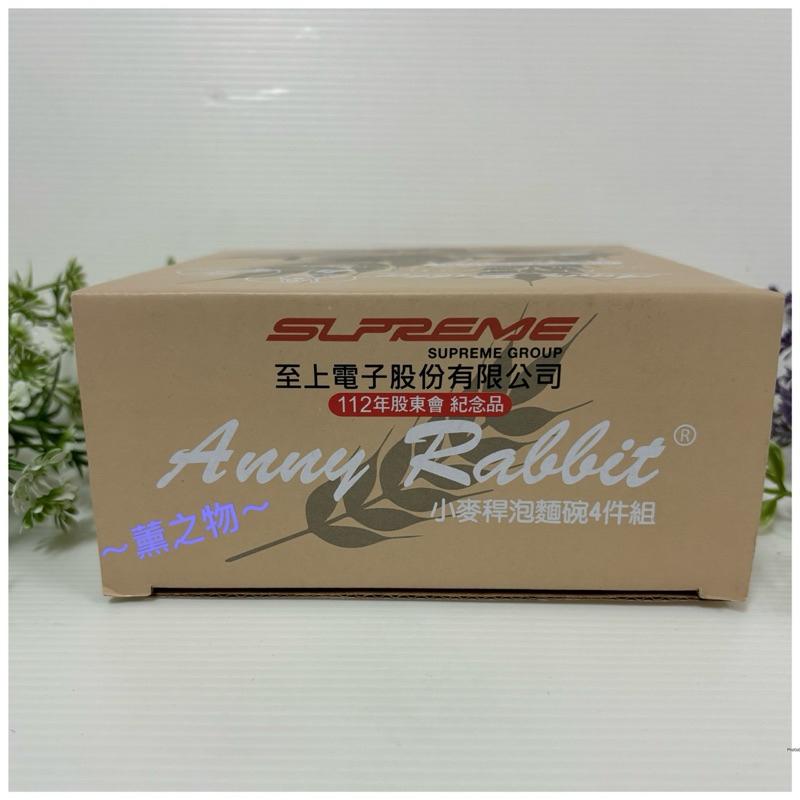 SUPREME
SUPREME GROUP
至上電子股份有限公司
112年股東會 紀念品
Anny Rabbit®
小麥稈泡麵碗4件組
～薰之物～